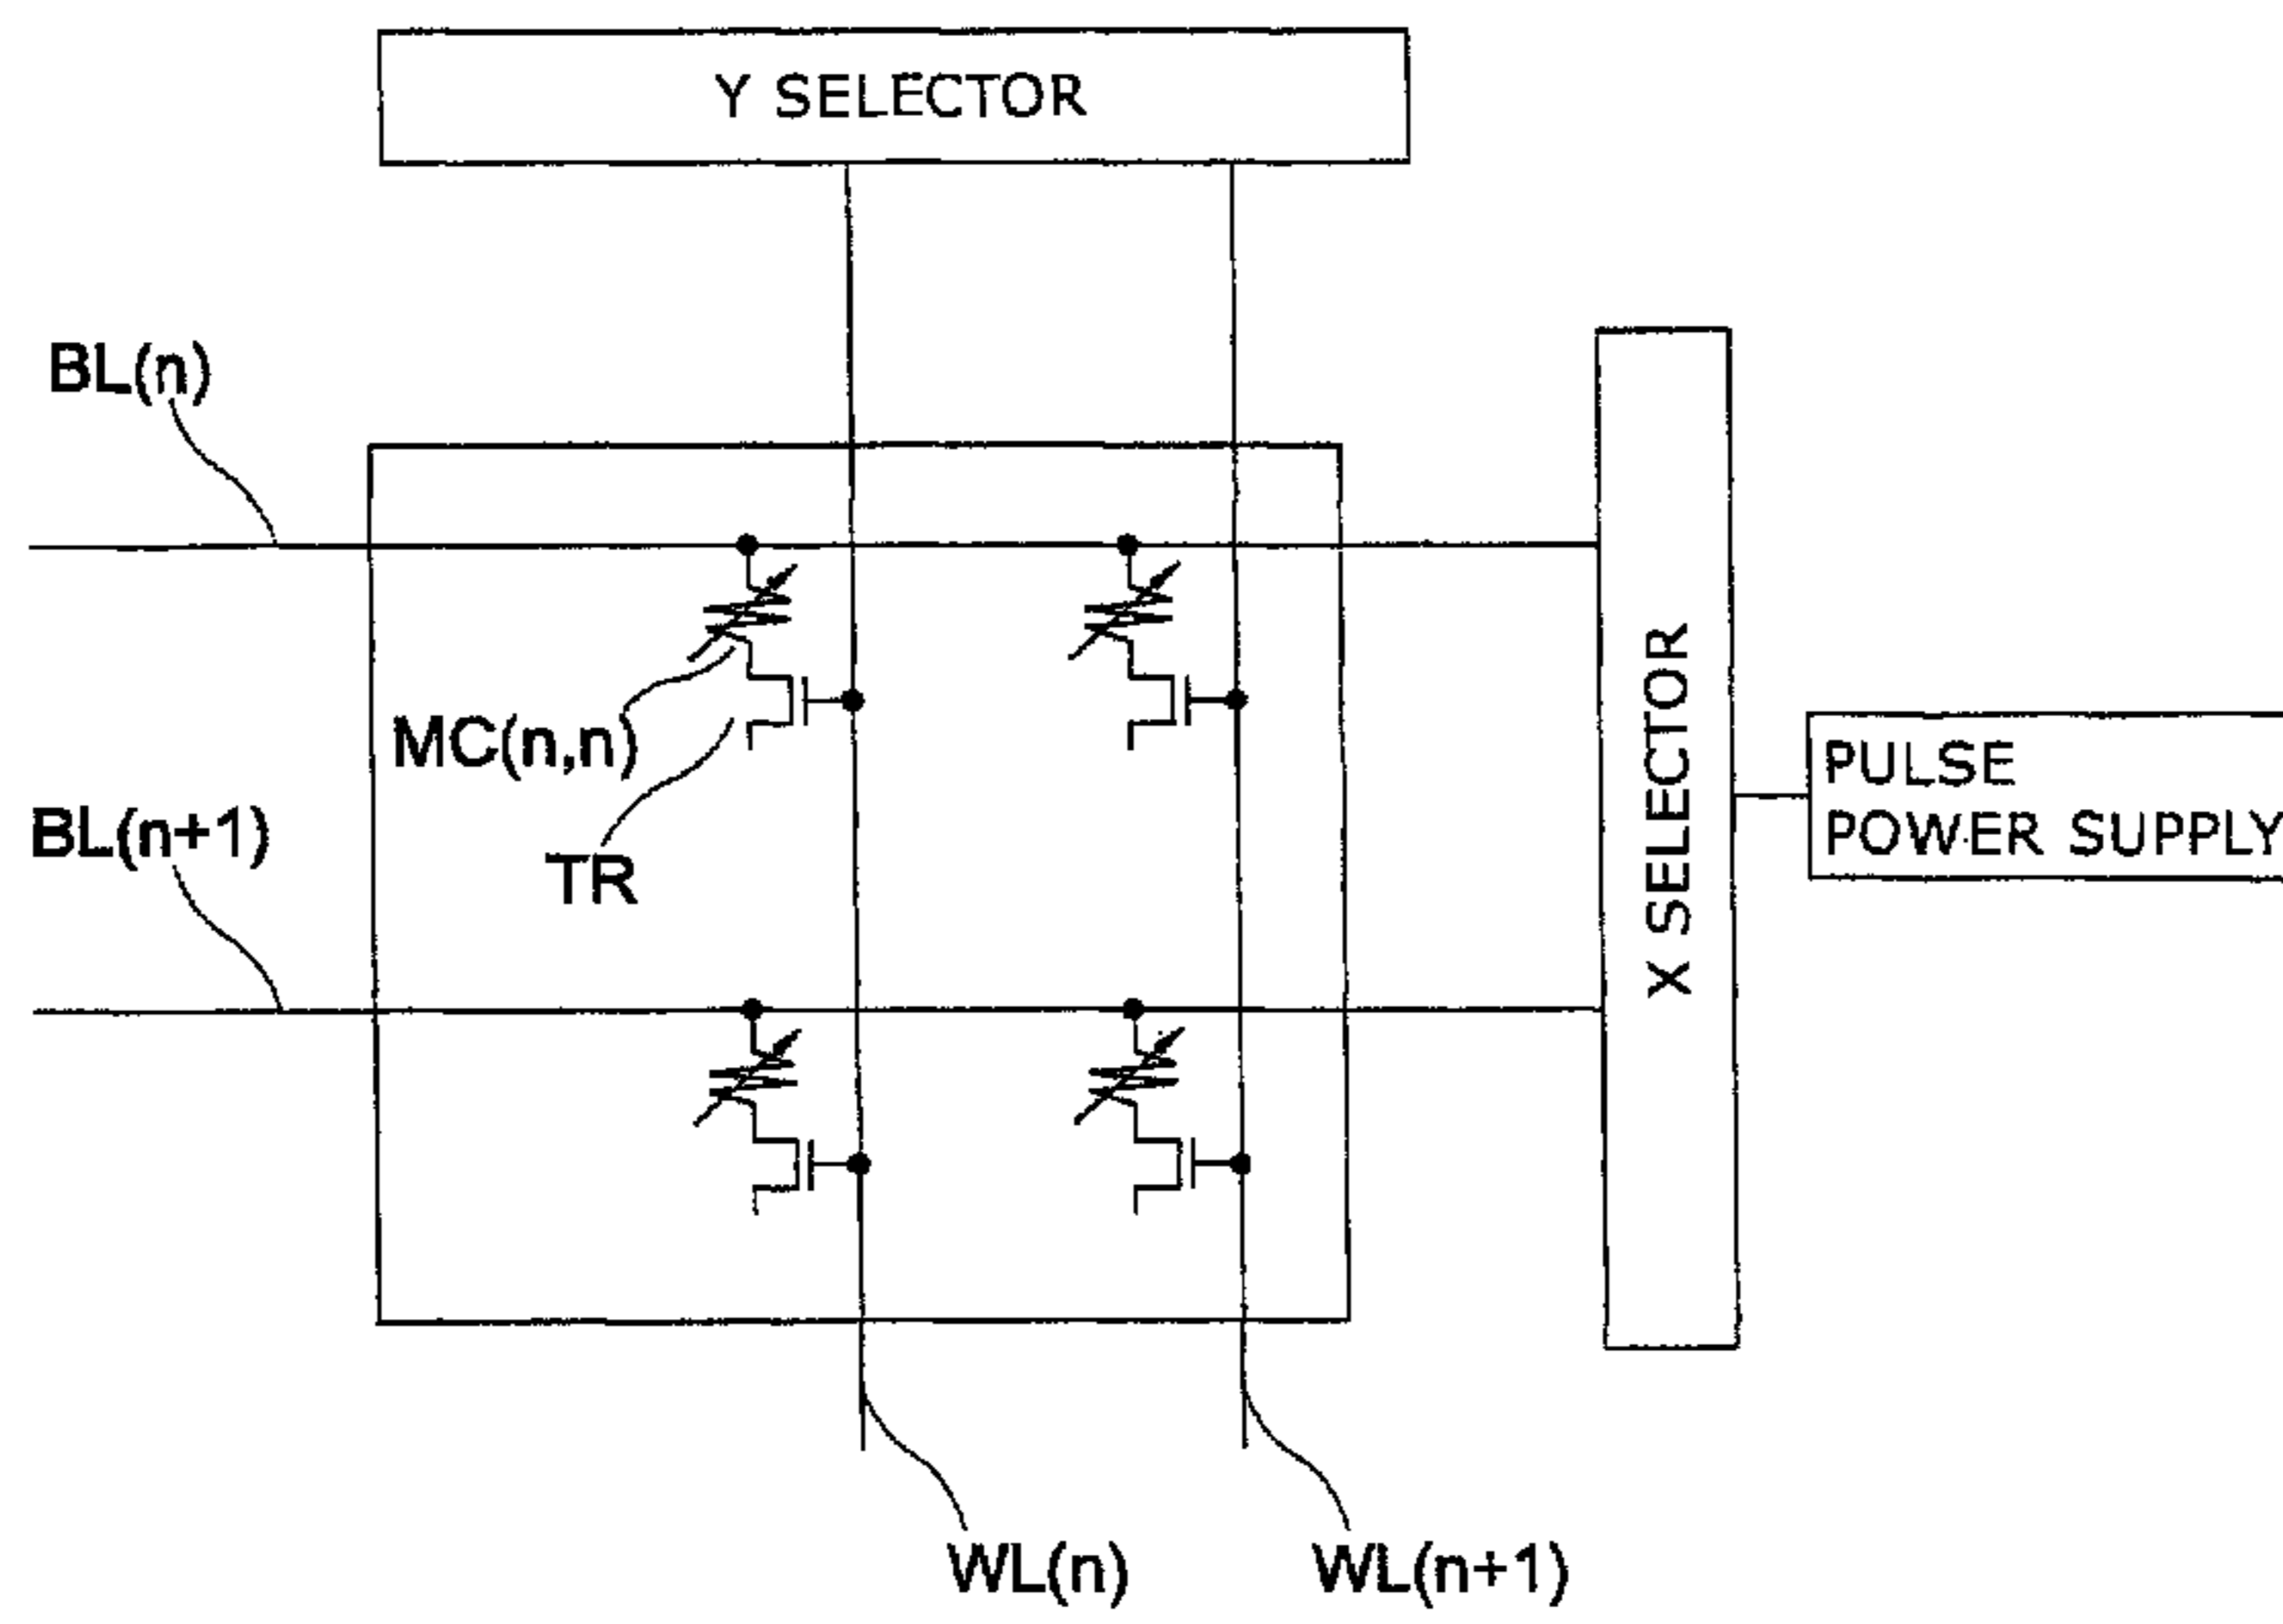 Y SELECTOR
BL(n)
MC(n,n)
TR
BL(n+1)
X SELECTOR
PULSE
POWER SUPPLY
WL(n)
WL(n+1)